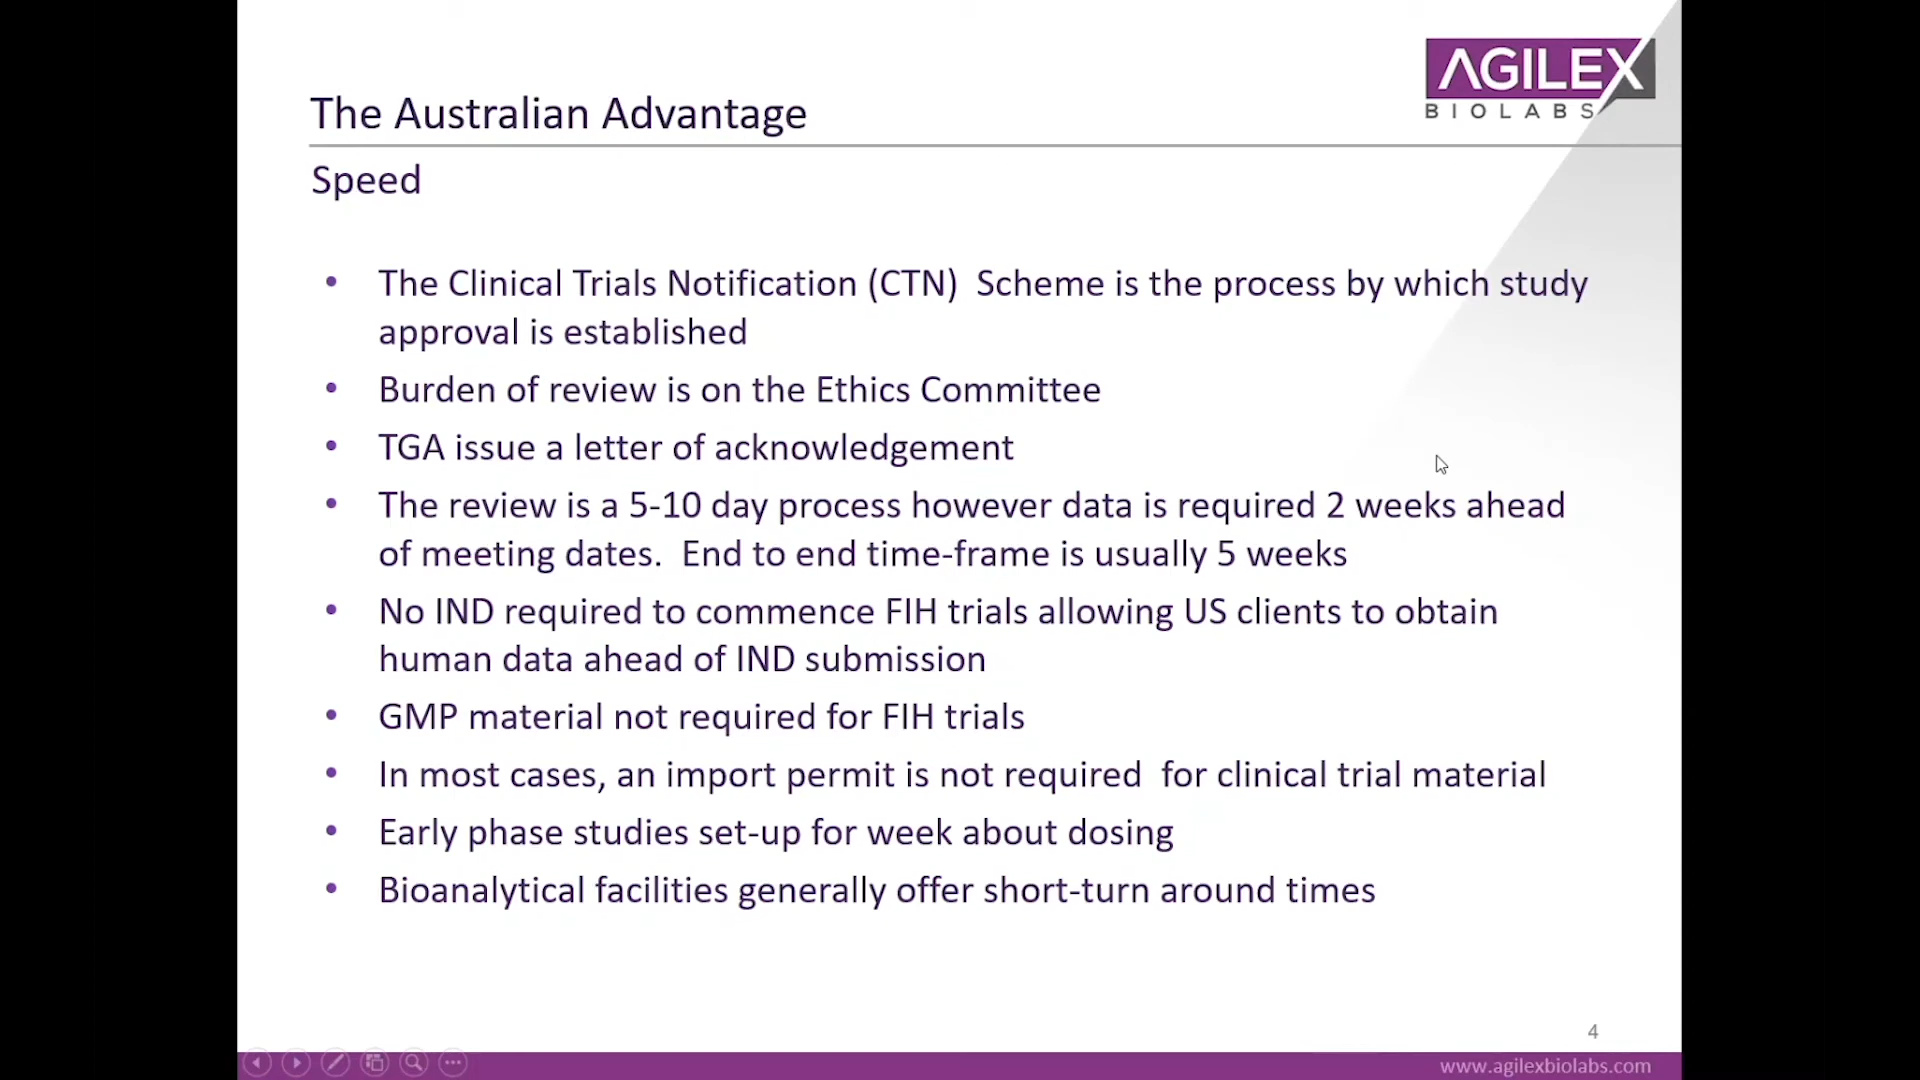 AGILEX
BIOLABS
The Australian Advantage
Speed
• The Clinical Trials Notification (CTN)  Scheme is the process by which study
approval is established
• Burden of review is on the Ethics Committee
• TGA issue a letter of acknowledgement
• The review is a 5-10 day process however data is required 2 weeks ahead
of meeting dates.  End to end time-frame is usually 5 weeks
• No IND required to commence FIH trials allowing US clients to obtain
human data ahead of IND submission
• GMP material not required for FIH trials
• In most cases, an import permit is not required  for clinical trial material
• Early phase studies set-up for week about dosing
• Bioanalytical facilities generally offer short-turn around times
4
www.agilexbiolabs.com